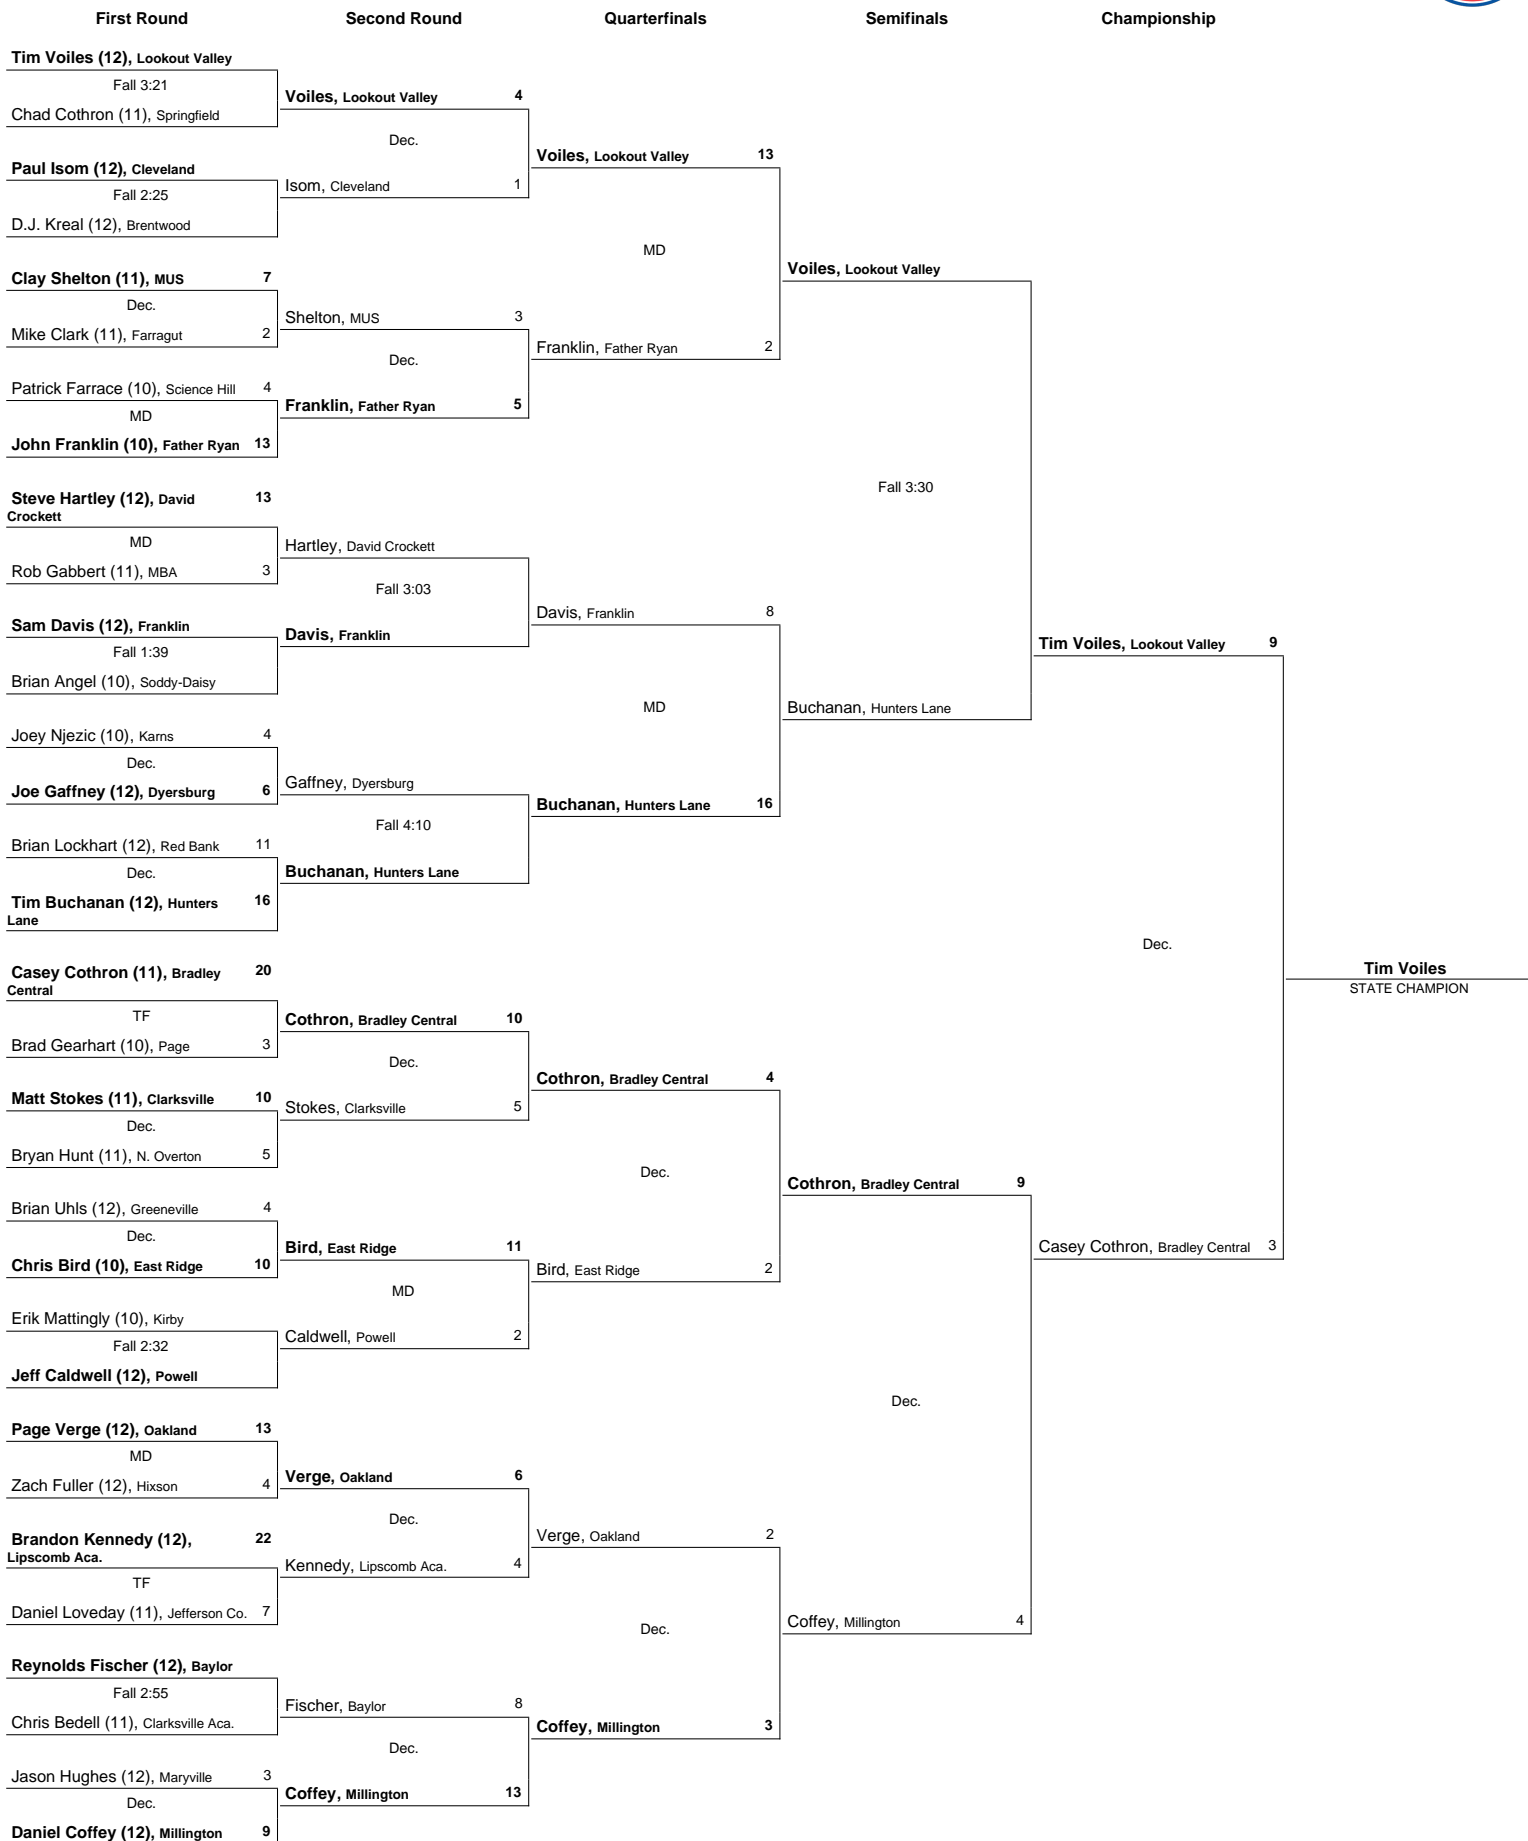 First Round Second Round Quarterfinals Semifinals Championship
Tim Voiles (12), Lookout Valley
Fall 3:21
Chad Cothron (11), Springfield
Voiles, Lookout Valley 4
Dec.
Isom, Cleveland 1
Paul Isom (12), Cleveland
Fall 2:25
D.J. Kreal (12), Brentwood
Voiles, Lookout Valley 13
MD
Franklin, Father Ryan 2
Clay Shelton (11), MUS 7
Dec.
Mike Clark (11), Farragut 2
Shelton, MUS 3
Dec.
Franklin, Father Ryan 5
Patrick Farrace (10), Science Hill 4
MD
John Franklin (10), Father Ryan 13
Voiles, Lookout Valley
Fall 3:30
Buchanan, Hunters Lane
Steve Hartley (12), David 13
Crockett
MD
Rob Gabbert (11), MBA 3
Hartley, David Crockett
Fall 3:03
Davis, Franklin
Sam Davis (12), Franklin
Fall 1:39
Brian Angel (10), Soddy-Daisy
Davis, Franklin 8
MD
Buchanan, Hunters Lane 16
Joey Njezic (10), Karns 4
Dec.
Joe Gaffney (12), Dyersburg 6
Gaffney, Dyersburg
Fall 4:10
Buchanan, Hunters Lane
Brian Lockhart (12), Red Bank 11
Dec.
Tim Buchanan (12), Hunters 16
Lane
Tim Voiles, Lookout Valley 9
Dec.
Casey Cothron, Bradley Central 3
Tim Voiles
STATE CHAMPION
Casey Cothron (11), Bradley 20
Central
TF
Brad Gearhart (10), Page 3
Cothron, Bradley Central 10
Dec.
Stokes, Clarksville 5
Matt Stokes (11), Clarksville 10
Dec.
Bryan Hunt (11), N. Overton 5
Cothron, Bradley Central 4
Dec.
Bird, East Ridge 2
Brian Uhls (12), Greeneville 4
Dec.
Chris Bird (10), East Ridge 10
Bird, East Ridge 11
MD
Caldwell, Powell 2
Erik Mattingly (10), Kirby
Fall 2:32
Jeff Caldwell (12), Powell
Cothron, Bradley Central 9
Dec.
Coffey, Millington 4
Page Verge (12), Oakland 13
MD
Zach Fuller (12), Hixson 4
Verge, Oakland 6
Dec.
Kennedy, Lipscomb Aca. 4
Brandon Kennedy (12), 22
Lipscomb Aca.
TF
Daniel Loveday (11), Jefferson Co. 7
Verge, Oakland 2
Dec.
Coffey, Millington 3
Reynolds Fischer (12), Baylor
Fall 2:55
Chris Bedell (11), Clarksville Aca.
Fischer, Baylor 8
Dec.
Coffey, Millington 13
Jason Hughes (12), Maryville 3
Dec.
Daniel Coffey (12), Millington 9